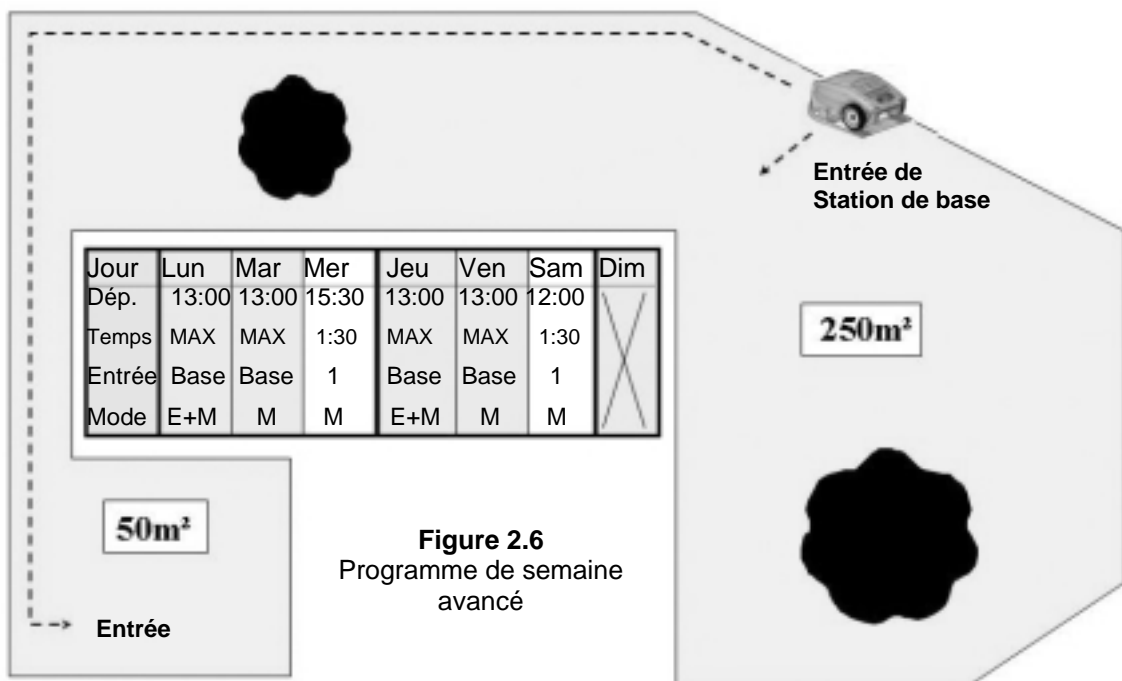 Entrée de
Station de base
Jour Lun Mar Mer Jeu Ven Sam Dim
Dép. 13:00 13:00 15:30 13:00 13:00 12:00
Temps MAX MAX 1:30 MAX MAX 1:30
Entrée Base Base 1 Base Base 1
Mode E+M M M E+M M M
250m²
50m²
Figure 2.6
Programme de semaine
avancé
Entrée